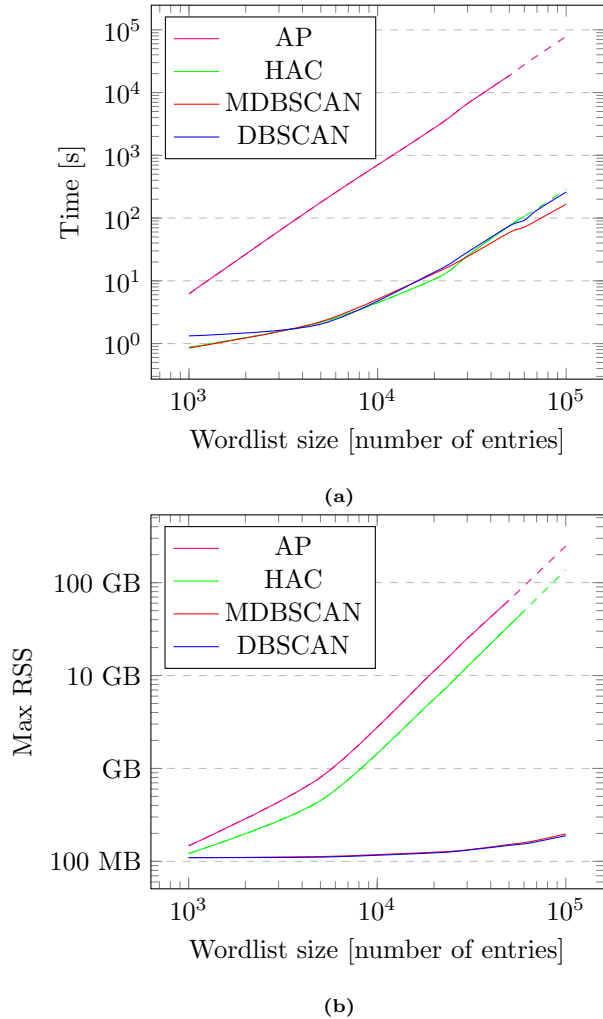 AP
HAC
MDBSCAN
DBSCAN
10^5
10^4
10^3
10^2
10^1
10^0
Time [s]
10^3 10^4 10^5
Wordlist size [number of entries]
(a)
AP
HAC
MDBSCAN
DBSCAN
100 GB
10 GB
GB
100 MB
Max RSS
10^3 10^4 10^5
Wordlist size [number of entries]
(b)